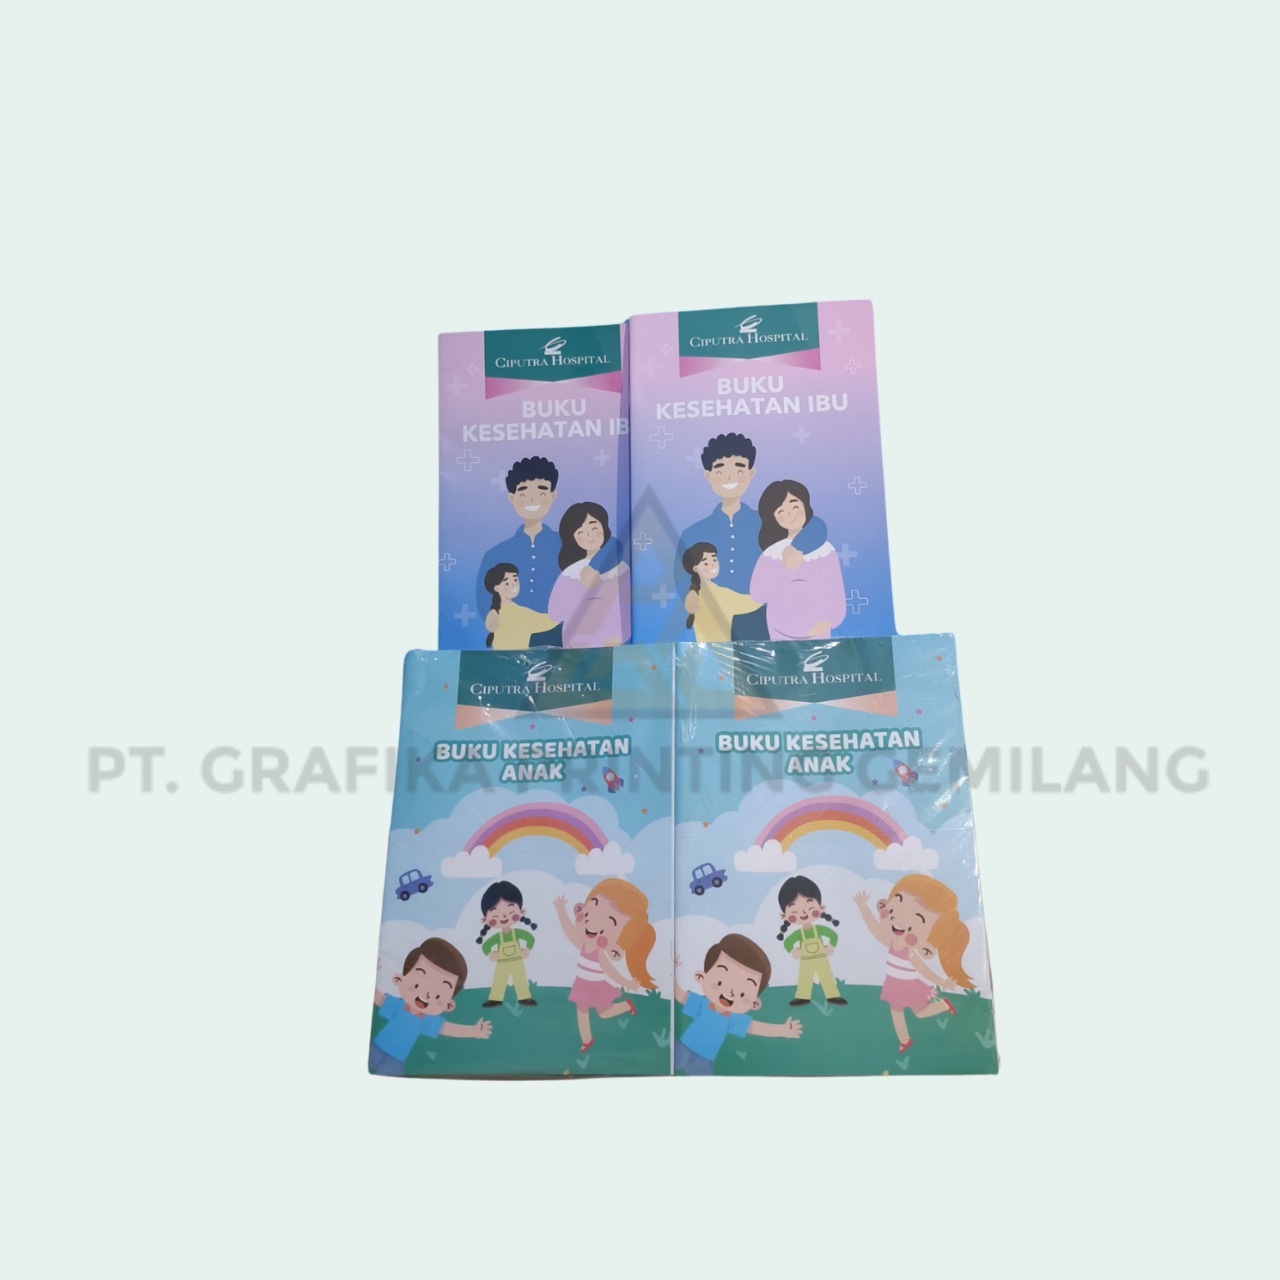 CIPUTRA HOSPITAL
BUKU
KESEHATAN IB
CIPUTRA HOSPITAL
BUKU
KESEHATAN IBU
CIPUTRA HOSPITAL
BUKU KESEHATAN
ANAK
CIPUTRA HOSPITAL
BUKU KESEHATAN
ANAK
PT. GRAFIKA PRINTING GEMILANG